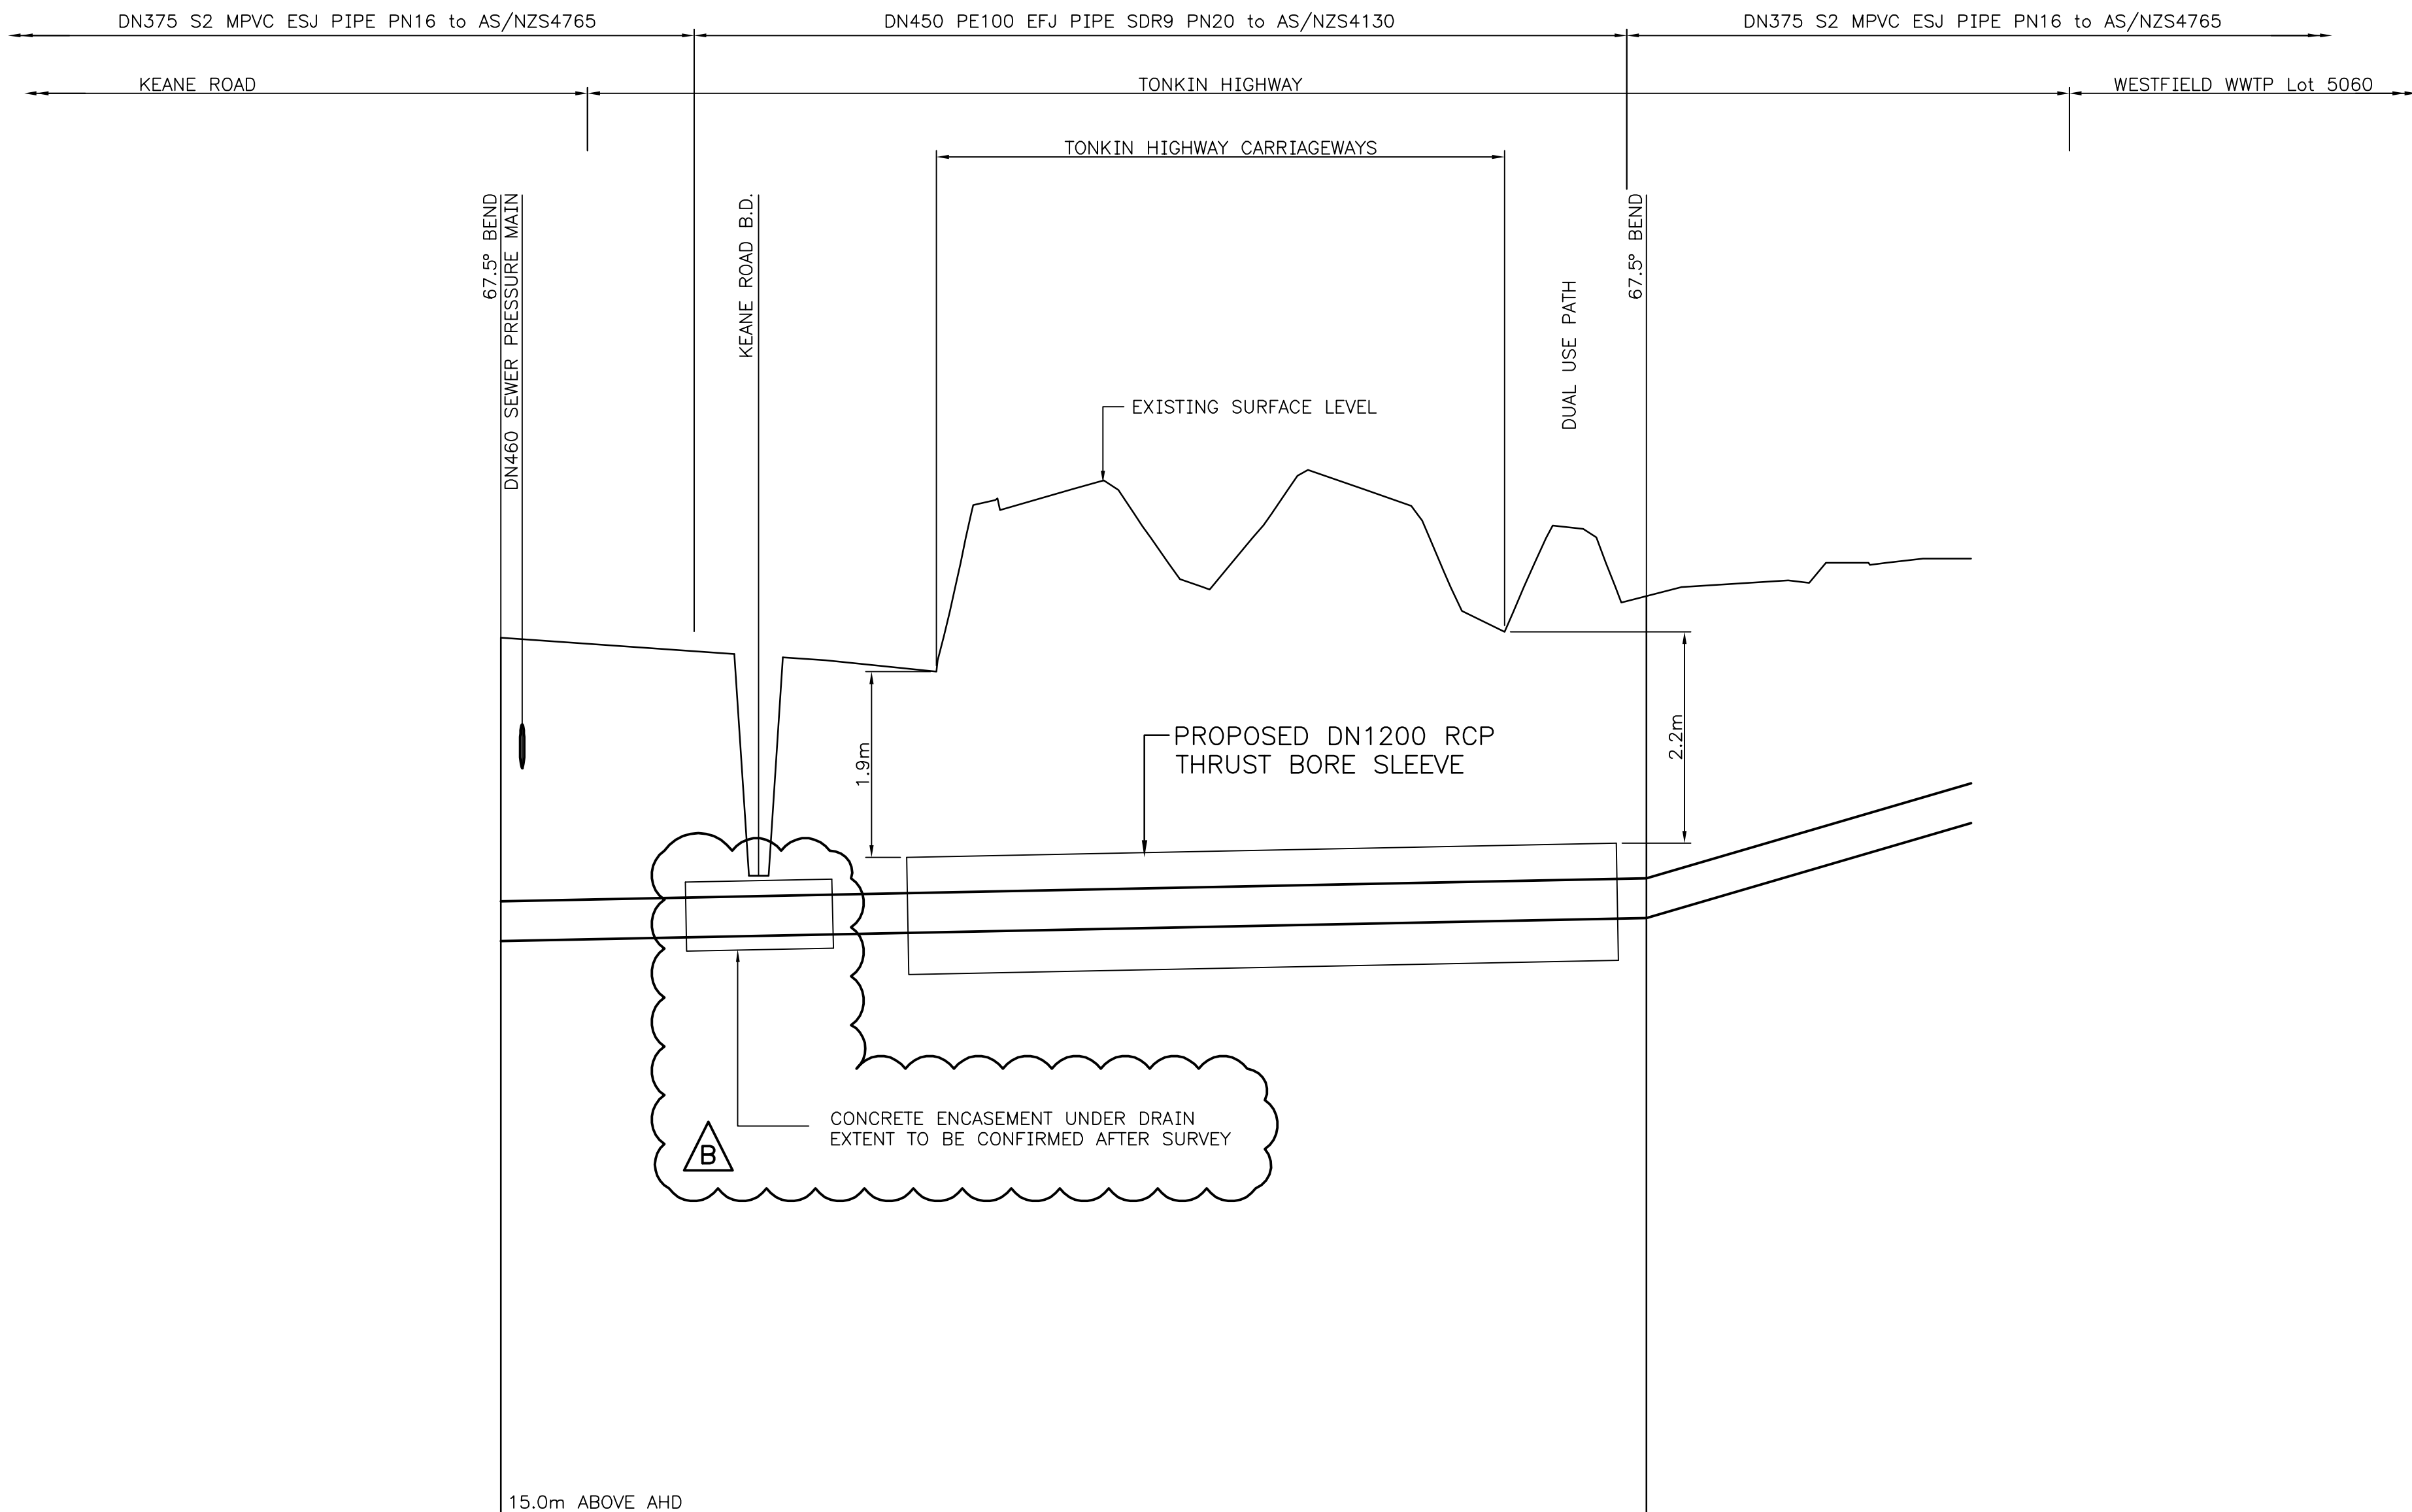 DN375 S2 MPVC ESJ PIPE PN16 to AS/NZS4765
DN450 PE100 EFJ PIPE SDR9 PN20 to AS/NZS4130
DN375 S2 MPVC ESJ PIPE PN16 to AS/NZS4765
KEANE ROAD
TONKIN HIGHWAY
WESTFIELD WWTP Lot 5060
TONKIN HIGHWAY CARRIAGEWAYS
67.5° BEND
DN460 SEWER PRESSURE MAIN
KEANE ROAD B.D.
DUAL USE PATH
67.5° BEND
EXISTING SURFACE LEVEL
1.9m
PROPOSED DN1200 RCP
THRUST BORE SLEEVE
2.2m
CONCRETE ENCASEMENT UNDER DRAIN
EXTENT TO BE CONFIRMED AFTER SURVEY
B
15.0m ABOVE AHD